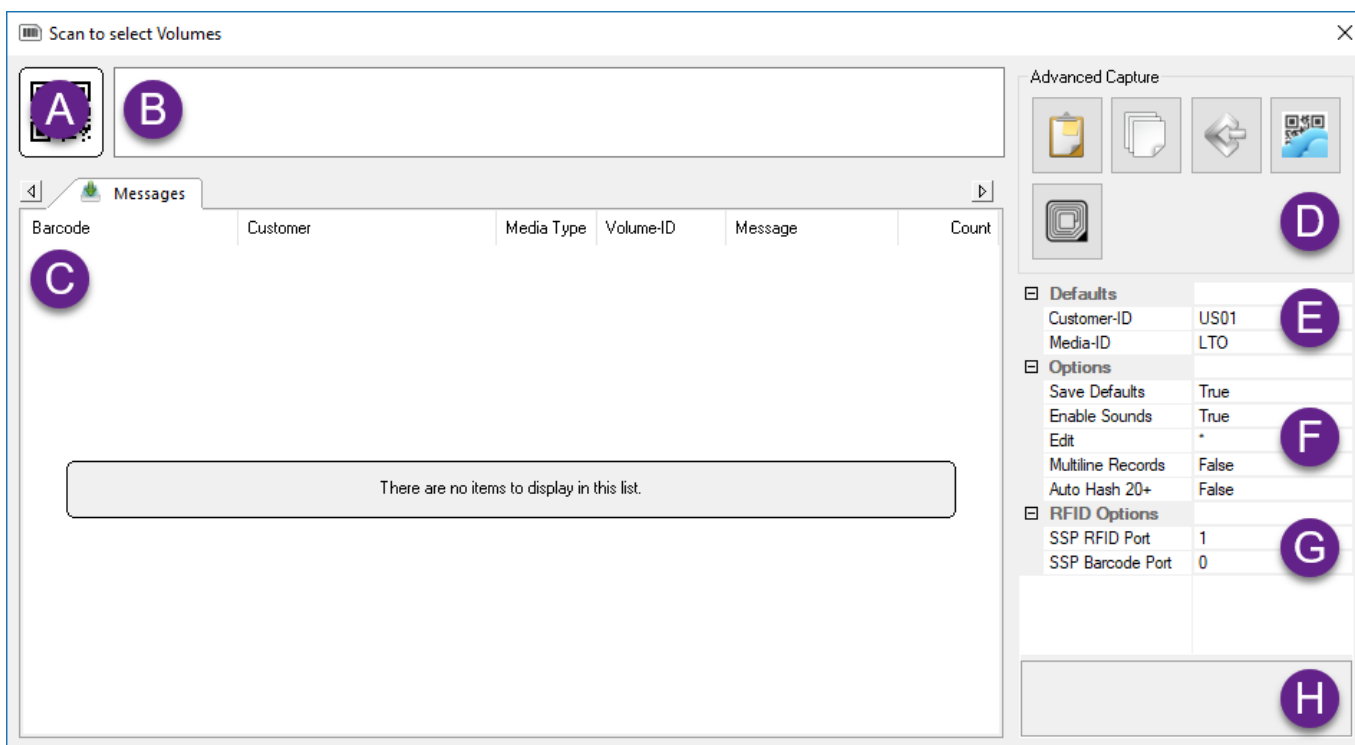 Scan to select Volumes
A
B
Advanced Capture
D
Messages
Barcode Customer Media Type Volume-ID Message Count
C
There are no items to display in this list.
Defaults
Customer-ID US01
Media-ID LTO
E
Options
Save Defaults True
Enable Sounds True
Edit *
Multiline Records False
Auto Hash 20+ False
F
RFID Options
SSP RFID Port 1
SSP Barcode Port 0
G
H